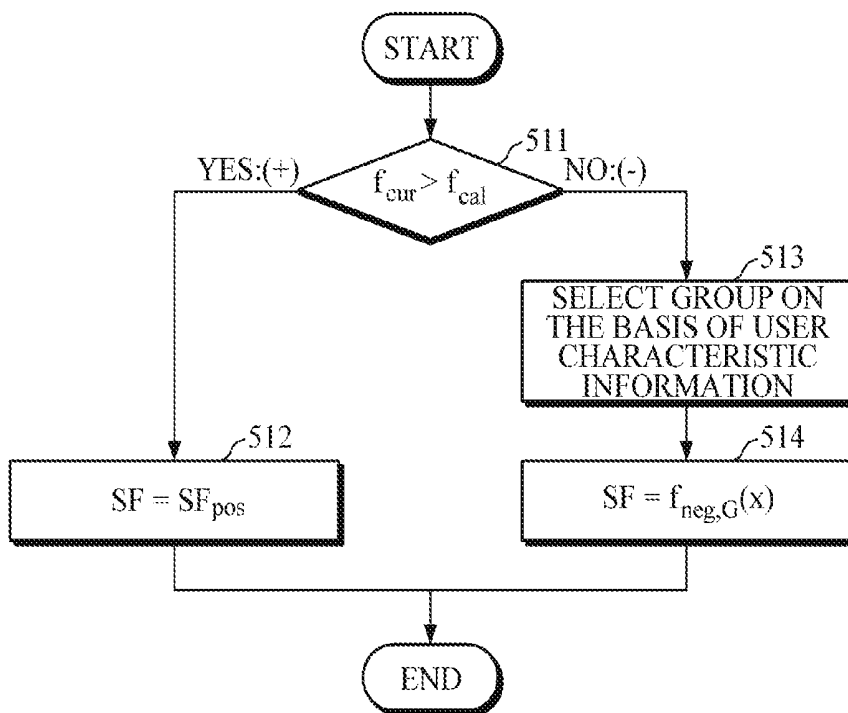 START
511
YES:(+)
f_cur > f_cal
NO:(-)
513
SELECT GROUP ON
THE BASIS OF USER
CHARACTERISTIC
INFORMATION
512
SF = SF_pos
514
SF = f_neg,G(x)
END